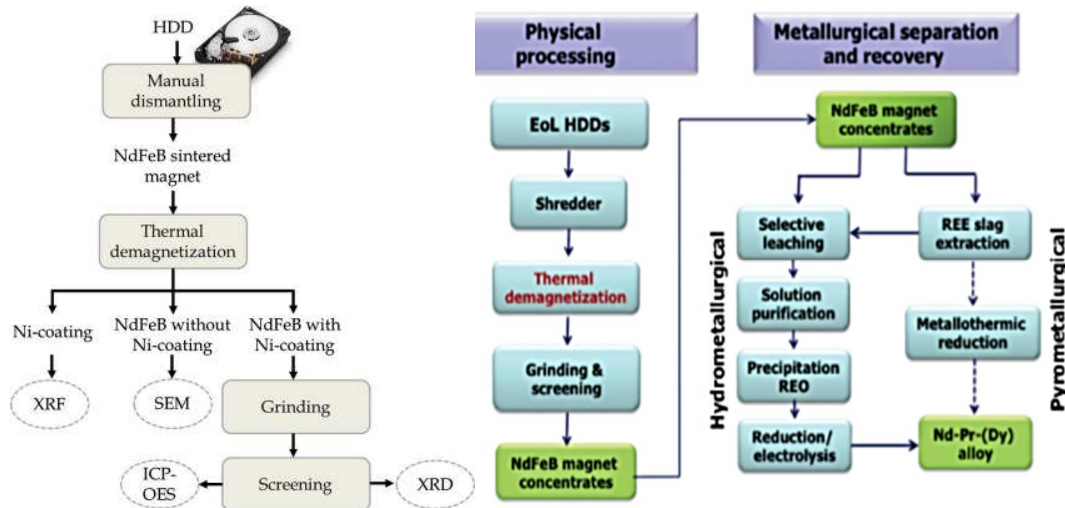 HDD
Manual
dismantling
NdFeB sintered
magnet
Thermal
demagnetization
Ni-coating
NdFeB without
Ni-coating
NdFeB with
Ni-coating
XRF
SEM
Grinding
ICP-
OES
Screening
XRD
Physical
processing
EoL HDDs
Shredder
Thermal
demagnetization
Grinding &
screening
NdFeB magnet
concentrates
Metallurgical separation
and recovery
NdFeB magnet
concentrates
Hydrometallurgical
Selective
leaching
REE slag
extraction
Solution
purification
Metallothermic
reduction
Precipitation
REO
Reduction/
electrolysis
Nd-Pr-(Dy)
alloy
Pyrometallurgical